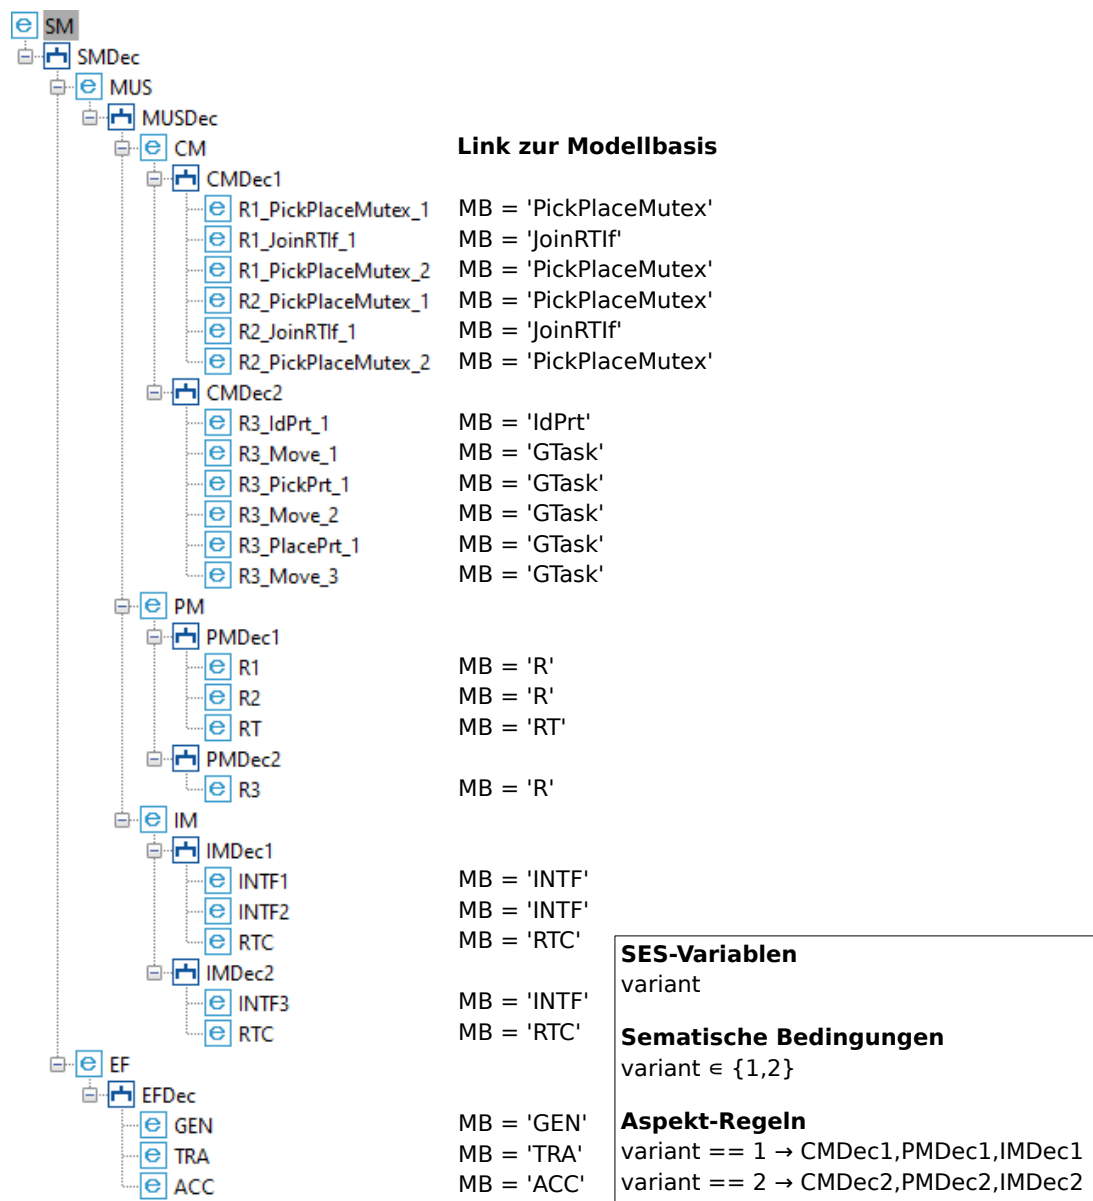 e SM
SMDec
e MUS
MUSDec
e CM Link zur Modellbasis
CMDec1
e R1_PickPlaceMutex_1 MB = 'PickPlaceMutex'
e R1_JoinRTIf_1 MB = 'JoinRTIf'
e R1_PickPlaceMutex_2 MB = 'PickPlaceMutex'
e R2_PickPlaceMutex_1 MB = 'PickPlaceMutex'
e R2_JoinRTIf_1 MB = 'JoinRTIf'
e R2_PickPlaceMutex_2 MB = 'PickPlaceMutex'
CMDec2
e R3_IdPrt_1 MB = 'IdPrt'
e R3_Move_1 MB = 'GTask'
e R3_PickPrt_1 MB = 'GTask'
e R3_Move_2 MB = 'GTask'
e R3_PlacePrt_1 MB = 'GTask'
e R3_Move_3 MB = 'GTask'
e PM
PMDec1
e R1 MB = 'R'
e R2 MB = 'R'
e RT MB = 'RT'
PMDec2
e R3 MB = 'R'
e IM
IMDec1
e INTF1 MB = 'INTF'
e INTF2 MB = 'INTF'
e RTC MB = 'RTC'
IMDec2
e INTF3 MB = 'INTF'
e RTC MB = 'RTC'
e EF
EFDec
e GEN MB = 'GEN'
e TRA MB = 'TRA'
e ACC MB = 'ACC'
SES-Variablen
variant
Sematische Bedingungen
variant ∈ {1,2}
Aspekt-Regeln
variant == 1 → CMDec1,PMDec1,IMDec1
variant == 2 → CMDec2,PMDec2,IMDec2